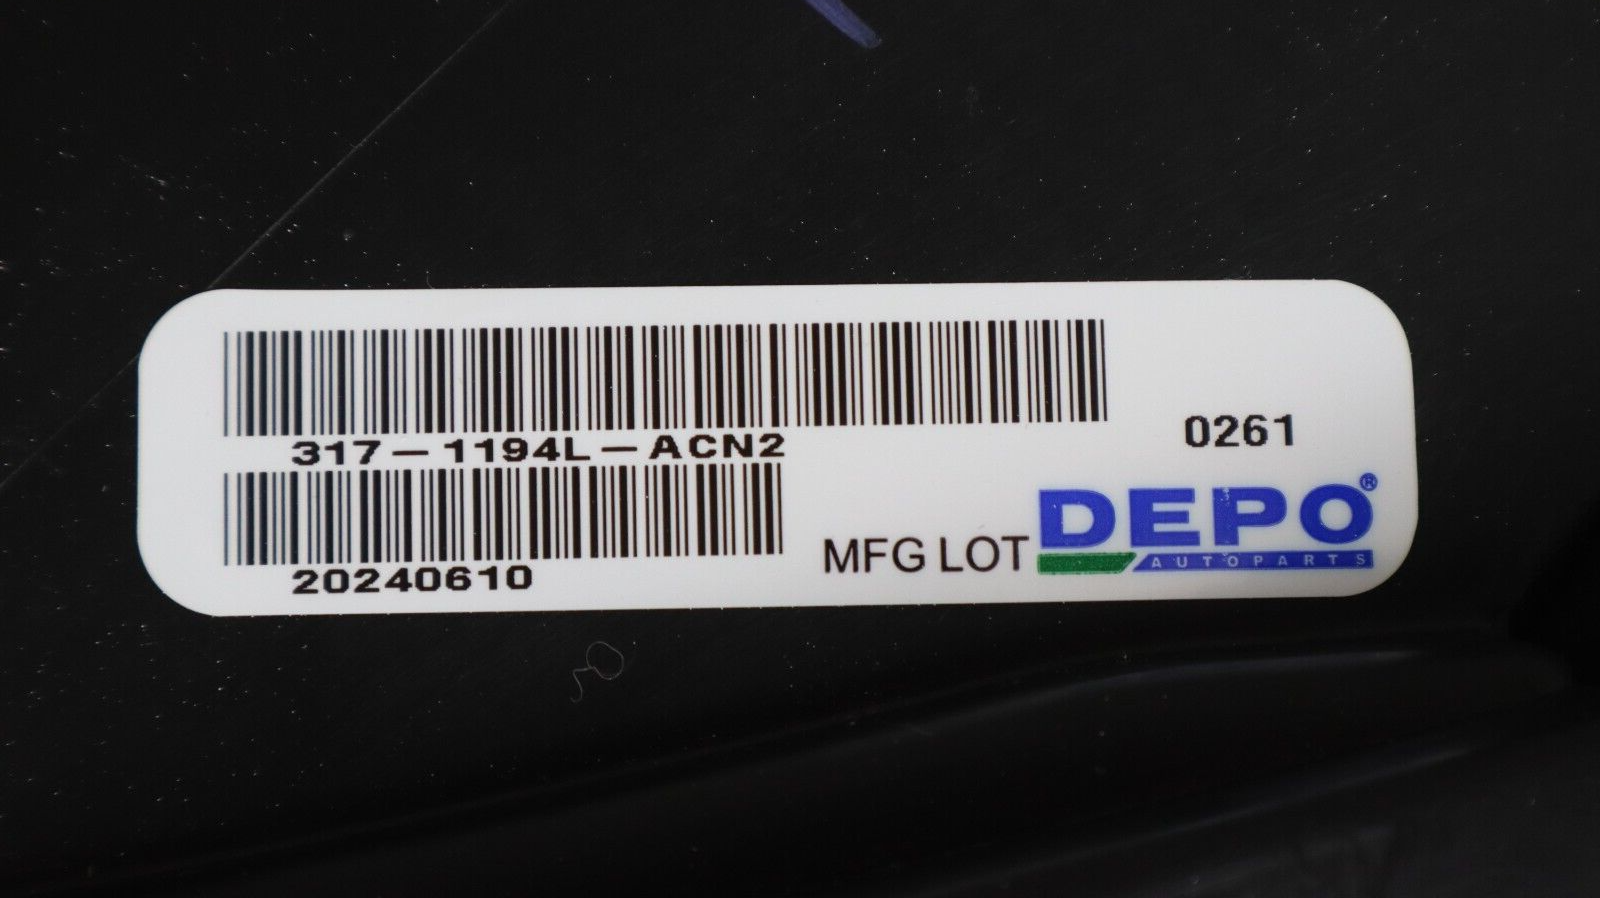 317-1194L-ACN2
0261
20240610
MFG LOT
DEPO®
AUTOPARTS